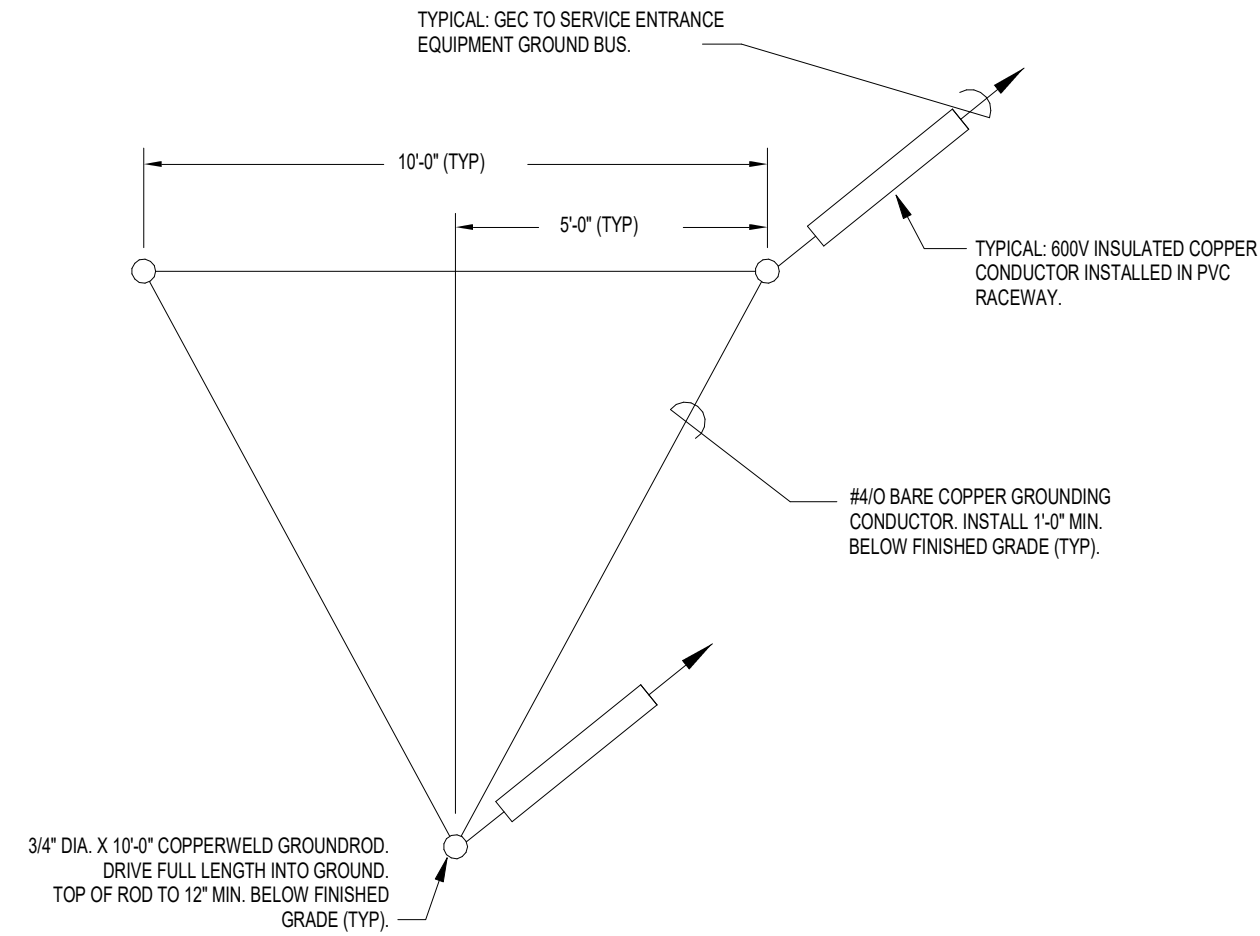 TYPICAL: GEC TO SERVICE ENTRANCE
EQUIPMENT GROUND BUS.
10'-0" (TYP)
5'-0" (TYP)
TYPICAL: 600V INSULATED COPPER
CONDUCTOR INSTALLED IN PVC
RACEWAY.
#4/O BARE COPPER GROUNDING
CONDUCTOR. INSTALL 1'-0" MIN.
BELOW FINISHED GRADE (TYP).
3/4" DIA. X 10'-0" COPPERWELD GROUNDROD.
DRIVE FULL LENGTH INTO GROUND.
TOP OF ROD TO 12" MIN. BELOW FINISHED
GRADE (TYP).